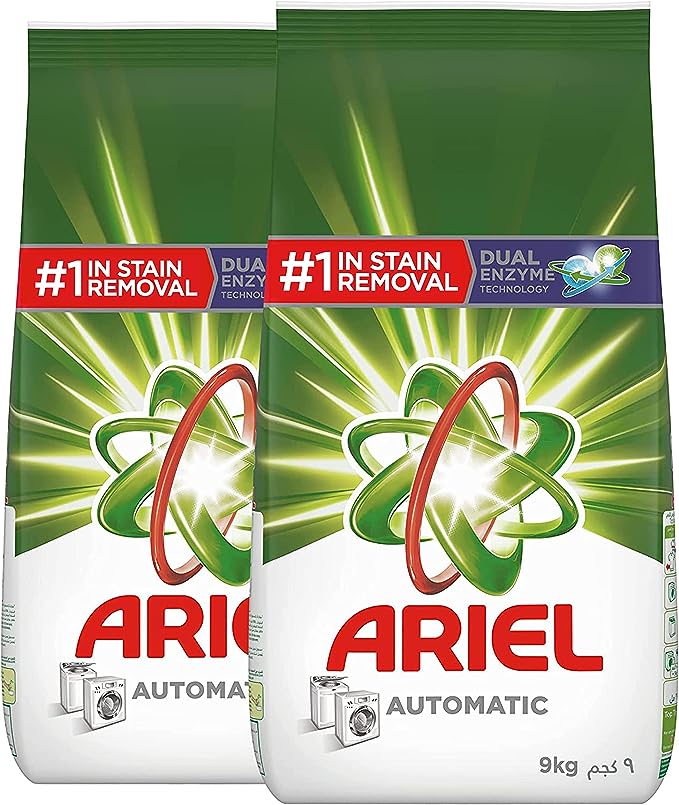 #1 IN STAIN
REMOVAL
DUAL
ENZYME
TECHNOLOGY
ARIEL
AUTOMATIC
#1 IN STAIN
REMOVAL
DUAL
ENZYME
TECHNOLOGY
ARIEL
AUTOMATIC
9kg ٩ كجم